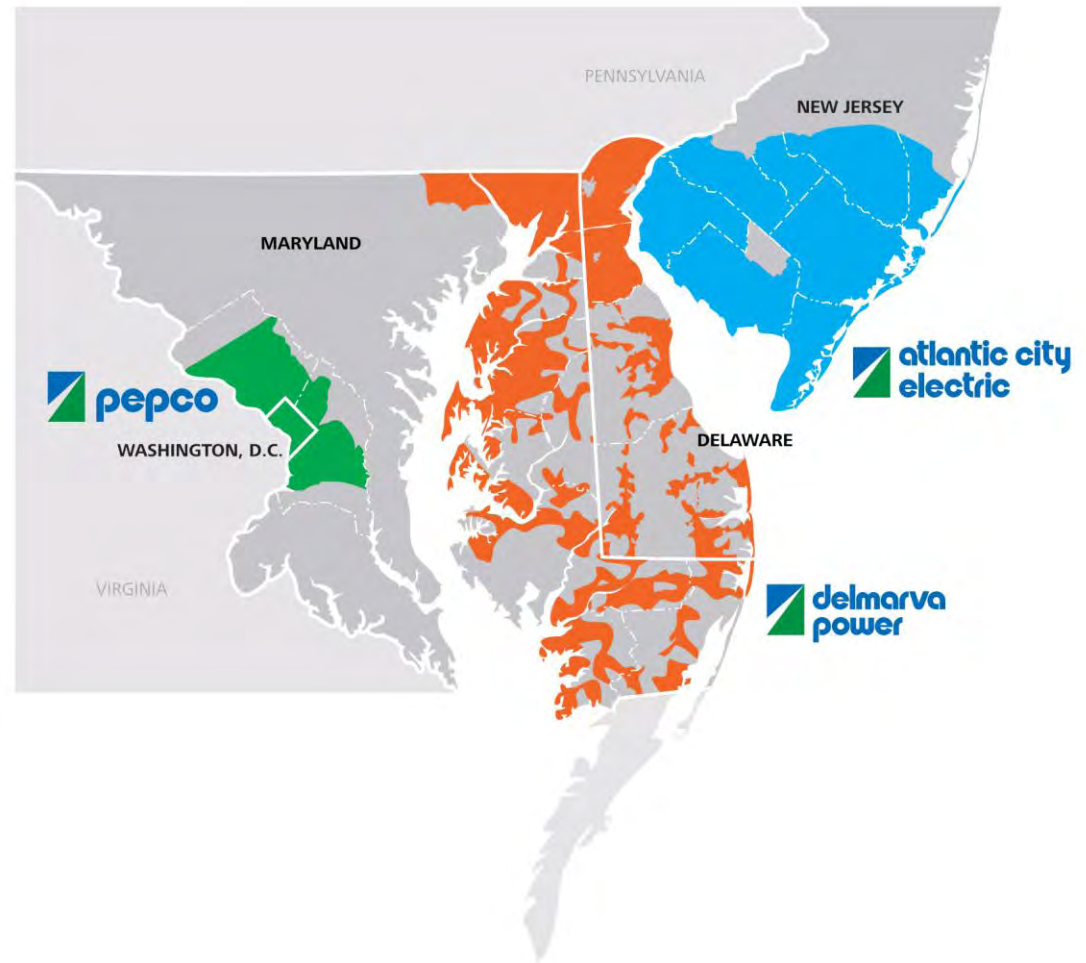 PENNSYLVANIA
NEW JERSEY
MARYLAND
atlantic city
electric
pepco
WASHINGTON, D.C.
DELAWARE
VIRGINIA
delmarva
power